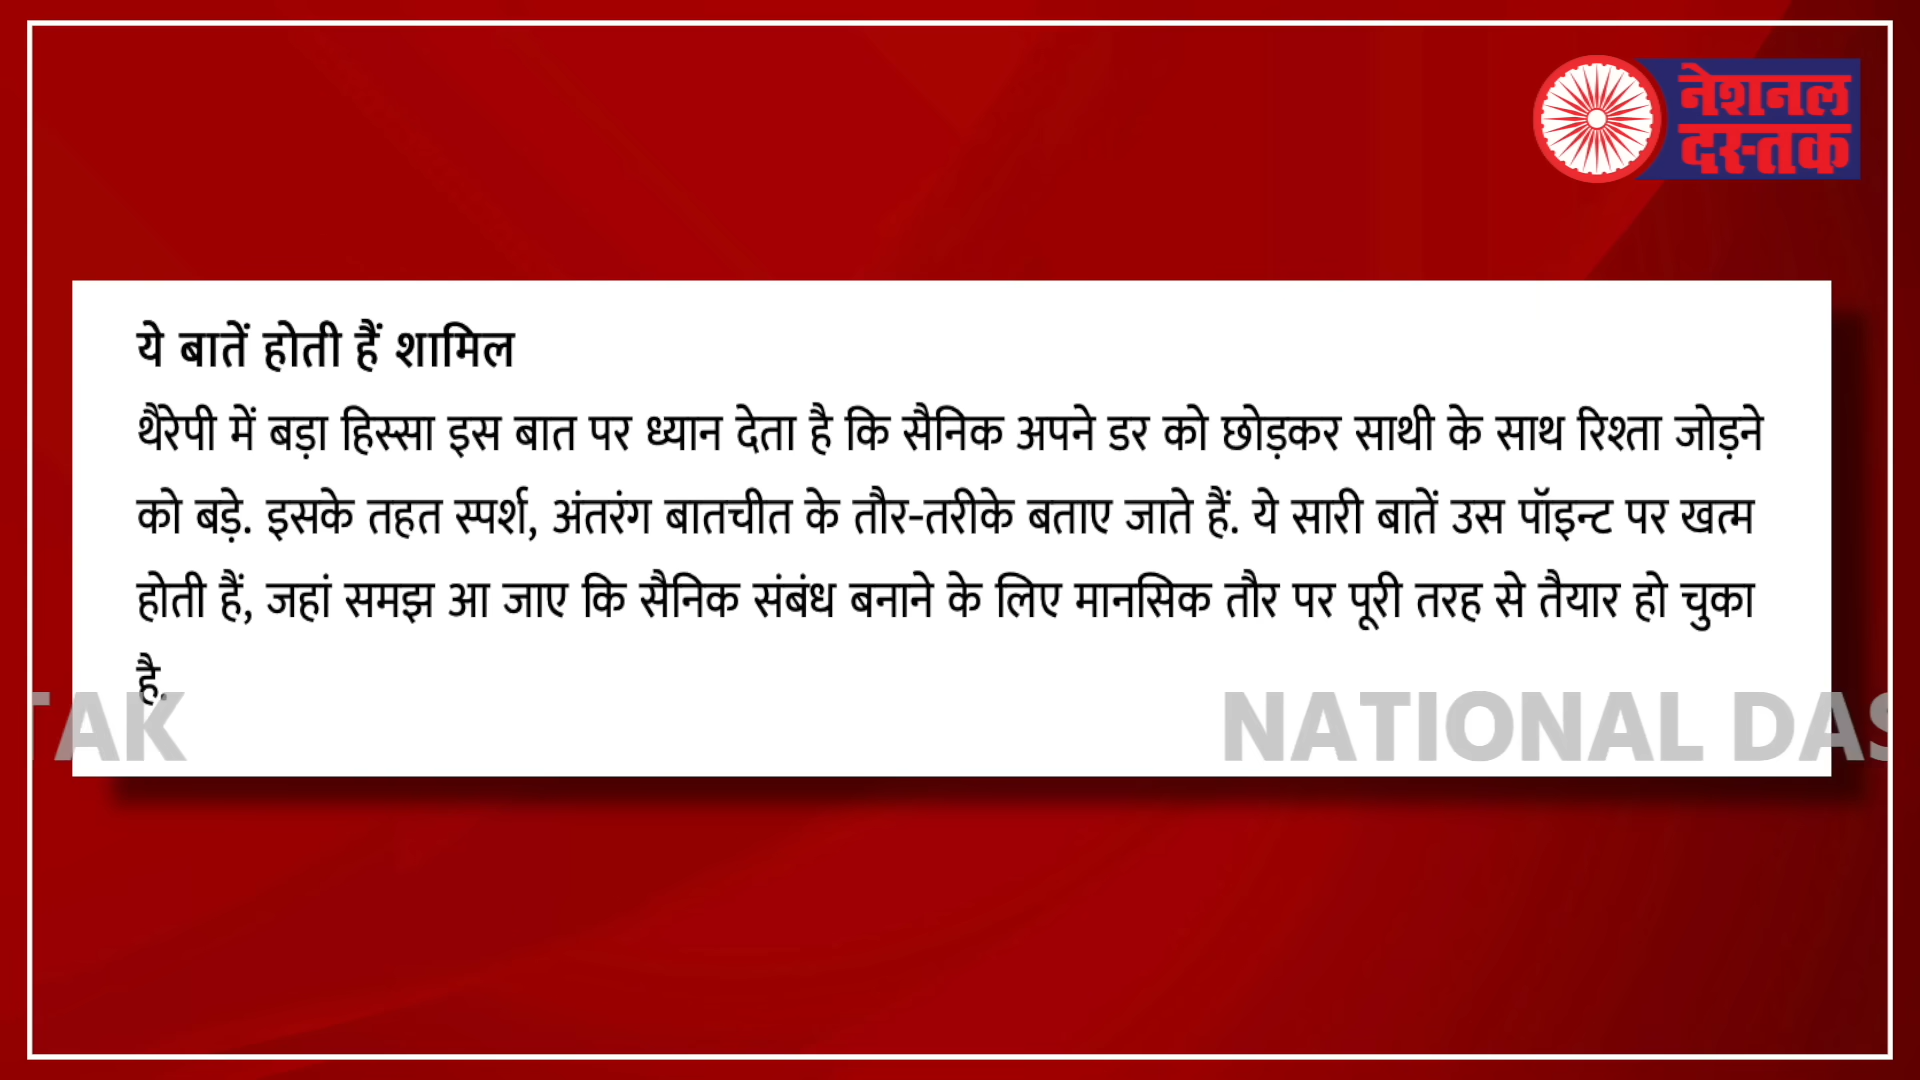 नेशनल
दस्तक
ये बातें होती हैं शामिल
थैरेपी में बड़ा हिस्सा इस बात पर ध्यान देता है कि सैनिक अपने डर को छोड़कर साथी के साथ रिश्ता जोड़ने
को बड़े. इसके तहत स्पर्श, अंतरंग बातचीत के तौर-तरीके बताए जाते हैं. ये सारी बातें उस पॉइन्ट पर खत्म
होती हैं, जहां समझ आ जाए कि सैनिक संबंध बनाने के लिए मानसिक तौर पर पूरी तरह से तैयार हो चुका
है.
TAK NATIONAL DAS